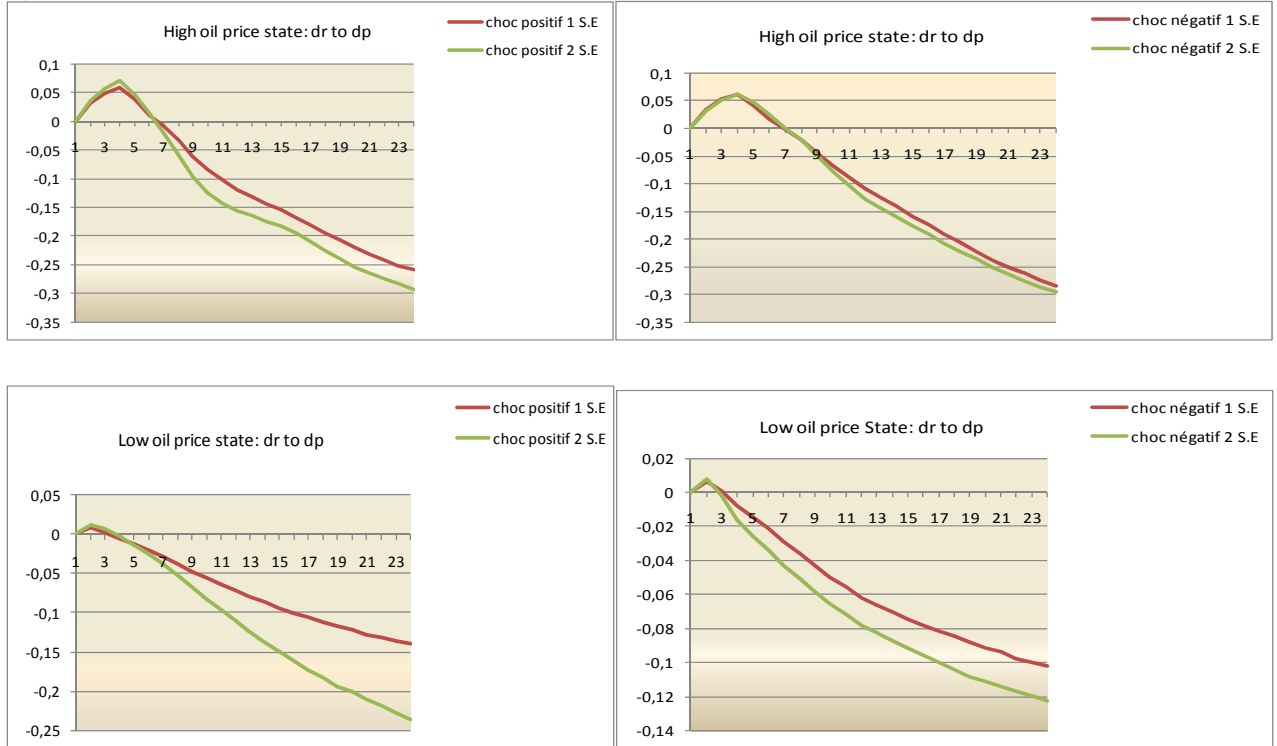 High oil price state: dr to dp
choc positif 1 S.E
choc positif 2 S.E
0,1
0,05
0
-0,05
-0,1
-0,15
-0,2
-0,25
-0,3
-0,35
1 3 5 7 9 11 13 15 17 19 21 23
High oil price state: dr to dp
choc négatif 1 S.E
choc négatif 2 S.E
0,1
0,05
0
-0,05
-0,1
-0,15
-0,2
-0,25
-0,3
-0,35
1 3 5 7 9 11 13 15 17 19 21 23
Low oil price state: dr to dp
choc positif 1 S.E
choc positif 2 S.E
0,05
0
-0,05
-0,1
-0,15
-0,2
-0,25
1 3 5 7 9 11 13 15 17 19 21 23
Low oil price State: dr to dp
choc négatif 1 S.E
choc négatif 2 S.E
0,02
0
-0,02
-0,04
-0,06
-0,08
-0,1
-0,12
-0,14
1 3 5 7 9 11 13 15 17 19 21 23